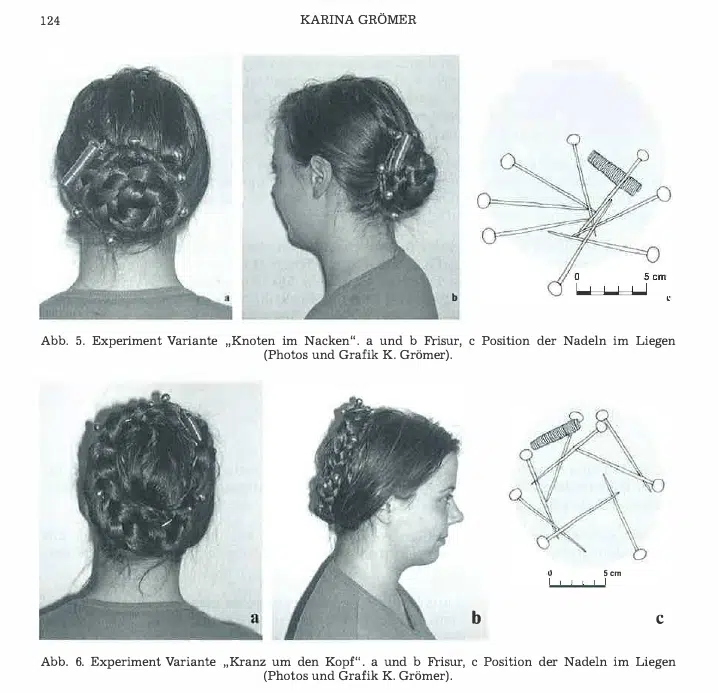 124
KARINA GRÖMER
a
b
0 5 cm
c
Abb. 5. Experiment Variante „Knoten im Nacken“. a und b Frisur, c Position der Nadeln im Liegen
(Photos und Grafik K. Grömer).
a
b
0 5 cm
c
Abb. 6. Experiment Variante „Kranz um den Kopf“. a und b Frisur, c Position der Nadeln im Liegen
(Photos und Grafik K. Grömer).